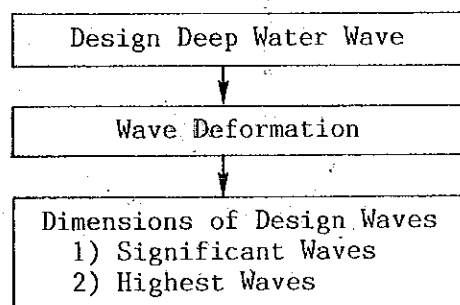 Design Deep Water Wave
Wave Deformation
Dimensions of Design Waves
1) Significant Waves
2) Highest Waves